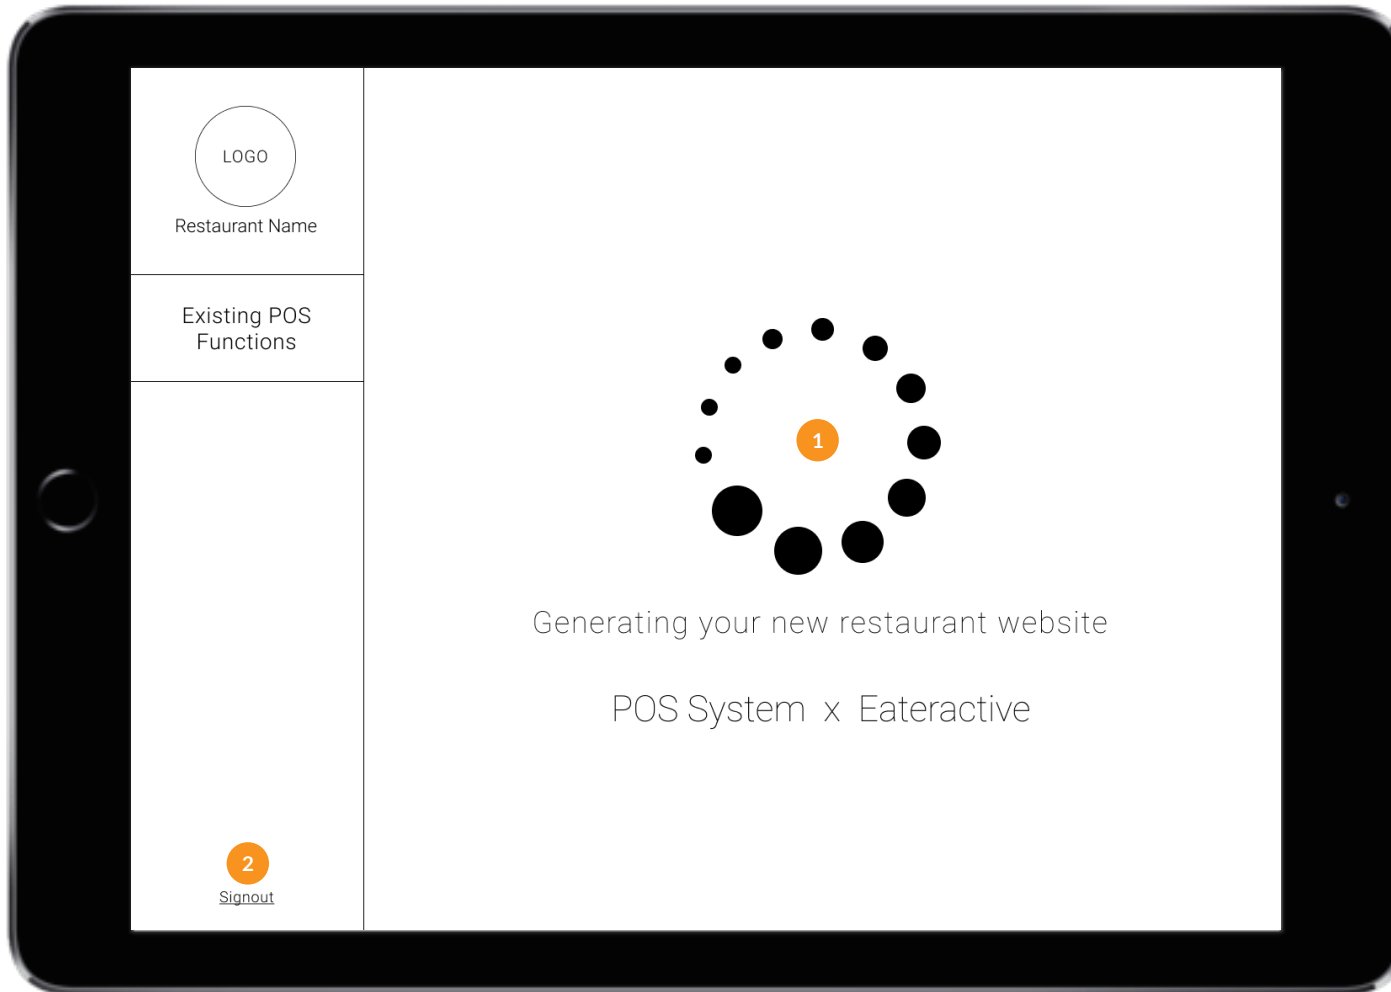 LOGO
Restaurant Name
Existing POS
Functions
1
Generating your new restaurant website
POS System x Eateractive
2
Signout